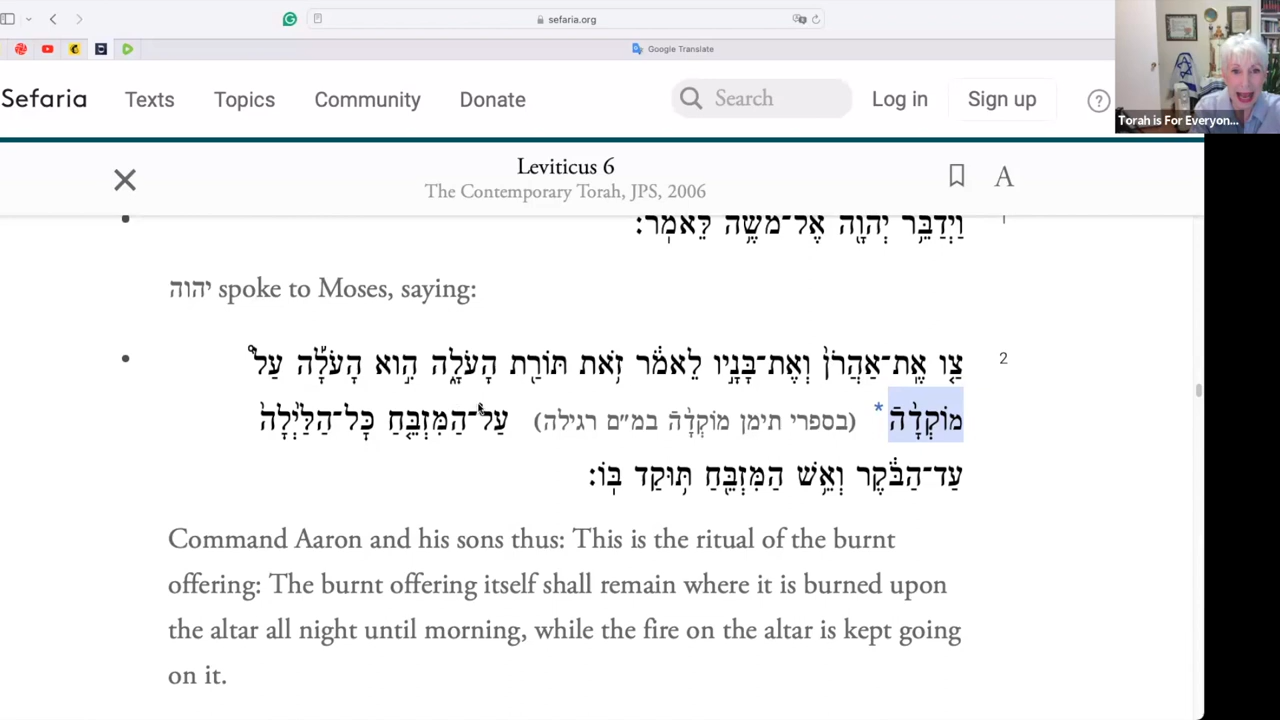 sefaria.org
Google Translate
Sefaria Texts Topics Community Donate Search Log in Sign up ?
Torah is For Everyon...
Leviticus 6 A
The Contemporary Torah, JPS, 2006
וַיְדַבֵּ֥ר יְהֹוָ֖ה אֶל־מֹשֶׁ֥ה לֵּאמֹֽר׃ 1
יהוה spoke to Moses, saying:
צַ֤ו אֶֽת־אַהֲרֹן֙ וְאֶת־בָּנָ֣יו לֵאמֹ֔ר זֹ֥את תּוֹרַ֖ת הָעֹלָ֑ה הִ֣וא הָעֹלָ֡ה עַל֩ 2
מוֹקְדָ֨הֿ * (בספרי תימן מוֹקְדָ֨הֿ במ״ם רגילה) עַל־הַמִּזְבֵּ֤חַ כׇּל־הַלַּ֙יְלָה֙
עַד־הַבֹּ֔קֶר וְאֵ֥שׁ הַמִּזְבֵּ֖חַ תּ֥וּקַד בּֽוֹ׃
Command Aaron and his sons thus: This is the ritual of the burnt
offering: The burnt offering itself shall remain where it is burned upon
the altar all night until morning, while the fire on the altar is kept going
on it.